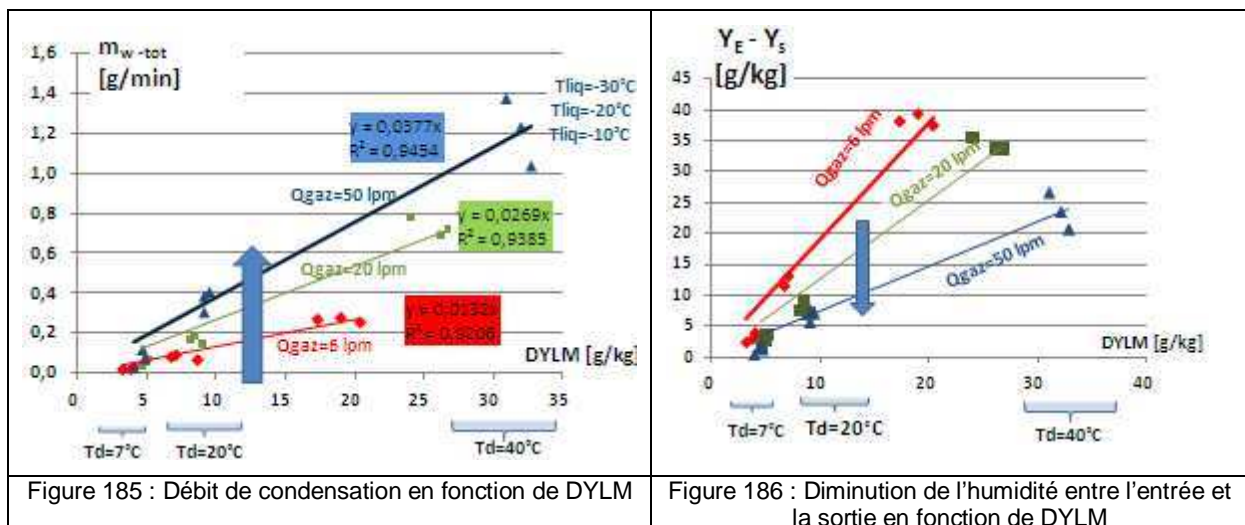 m w -tot
[g/min]
1,6
1,4
1,2
1,0
0,8
0,6
0,4
0,2
0,0
Tliq=-30°C
Tliq=-20°C
Tliq=-10°C
y = 0,0377x
R² = 0,9454
Qgaz=50 lpm
y = 0,0269x
R² = 0,9385
Qgaz=20 lpm
R² = 0,9206
Qgaz=6 lpm
DYLM [g/kg]
0 5 10 15 20 25 30 35
Td=7°C Td=20°C Td=40°C
Figure 185 : Débit de condensation en fonction de DYLM
Y E - Y s
[g/kg]
45
40
35
30
25
20
15
10
5
0
Qgaz=6 lpm
Qgaz=20 lpm
Qgaz=50 lpm
DYLM [g/kg]
0 10 20 30 40
Td=7°C Td=20°C Td=40°C
Figure 186 : Diminution de l'humidité entre l'entrée et
la sortie en fonction de DYLM